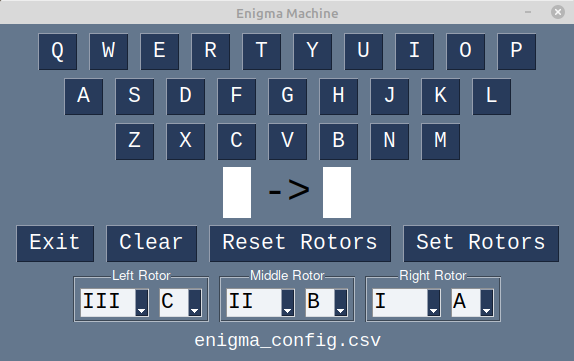 Enigma Machine
Q W E R T Y U I O P
A S D F G H J K L
Z X C V B N M
->
Exit Clear Reset Rotors Set Rotors
Left Rotor Middle Rotor Right Rotor
III C II B I A
enigma_config.csv